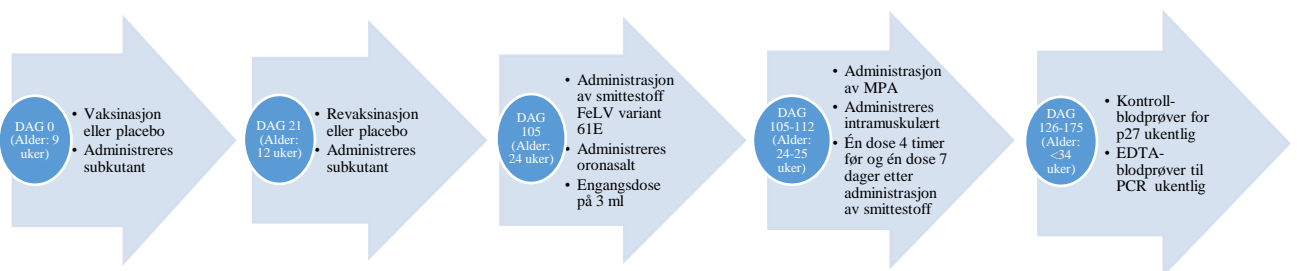 DAG 0
(Alder: 9
uker)
• Vaksinasjon
eller placebo
• Administreres
subkutant
DAG 21
(Alder:
12 uker)
• Revaksinasjon
eller placebo
• Administreres
subkutant
DAG
105
(Alder:
24 uker)
• Administrasjon
av smittestoff
FeLV variant
61E
• Administreres
oronasalt
• Engangsdose
på 3 ml
DAG
105-112
(Alder:
24-25
uker)
• Administrasjon
av MPA
• Administreres
intramuskulært
• Én dose 4 timer
før og én dose 7
dager etter
administrasjon
av smittestoff
DAG
126-175
(Alder:
<34
uker)
• Kontroll-
blodprøver for
p27 ukentlig
• EDTA-
blodprøver til
PCR ukentlig